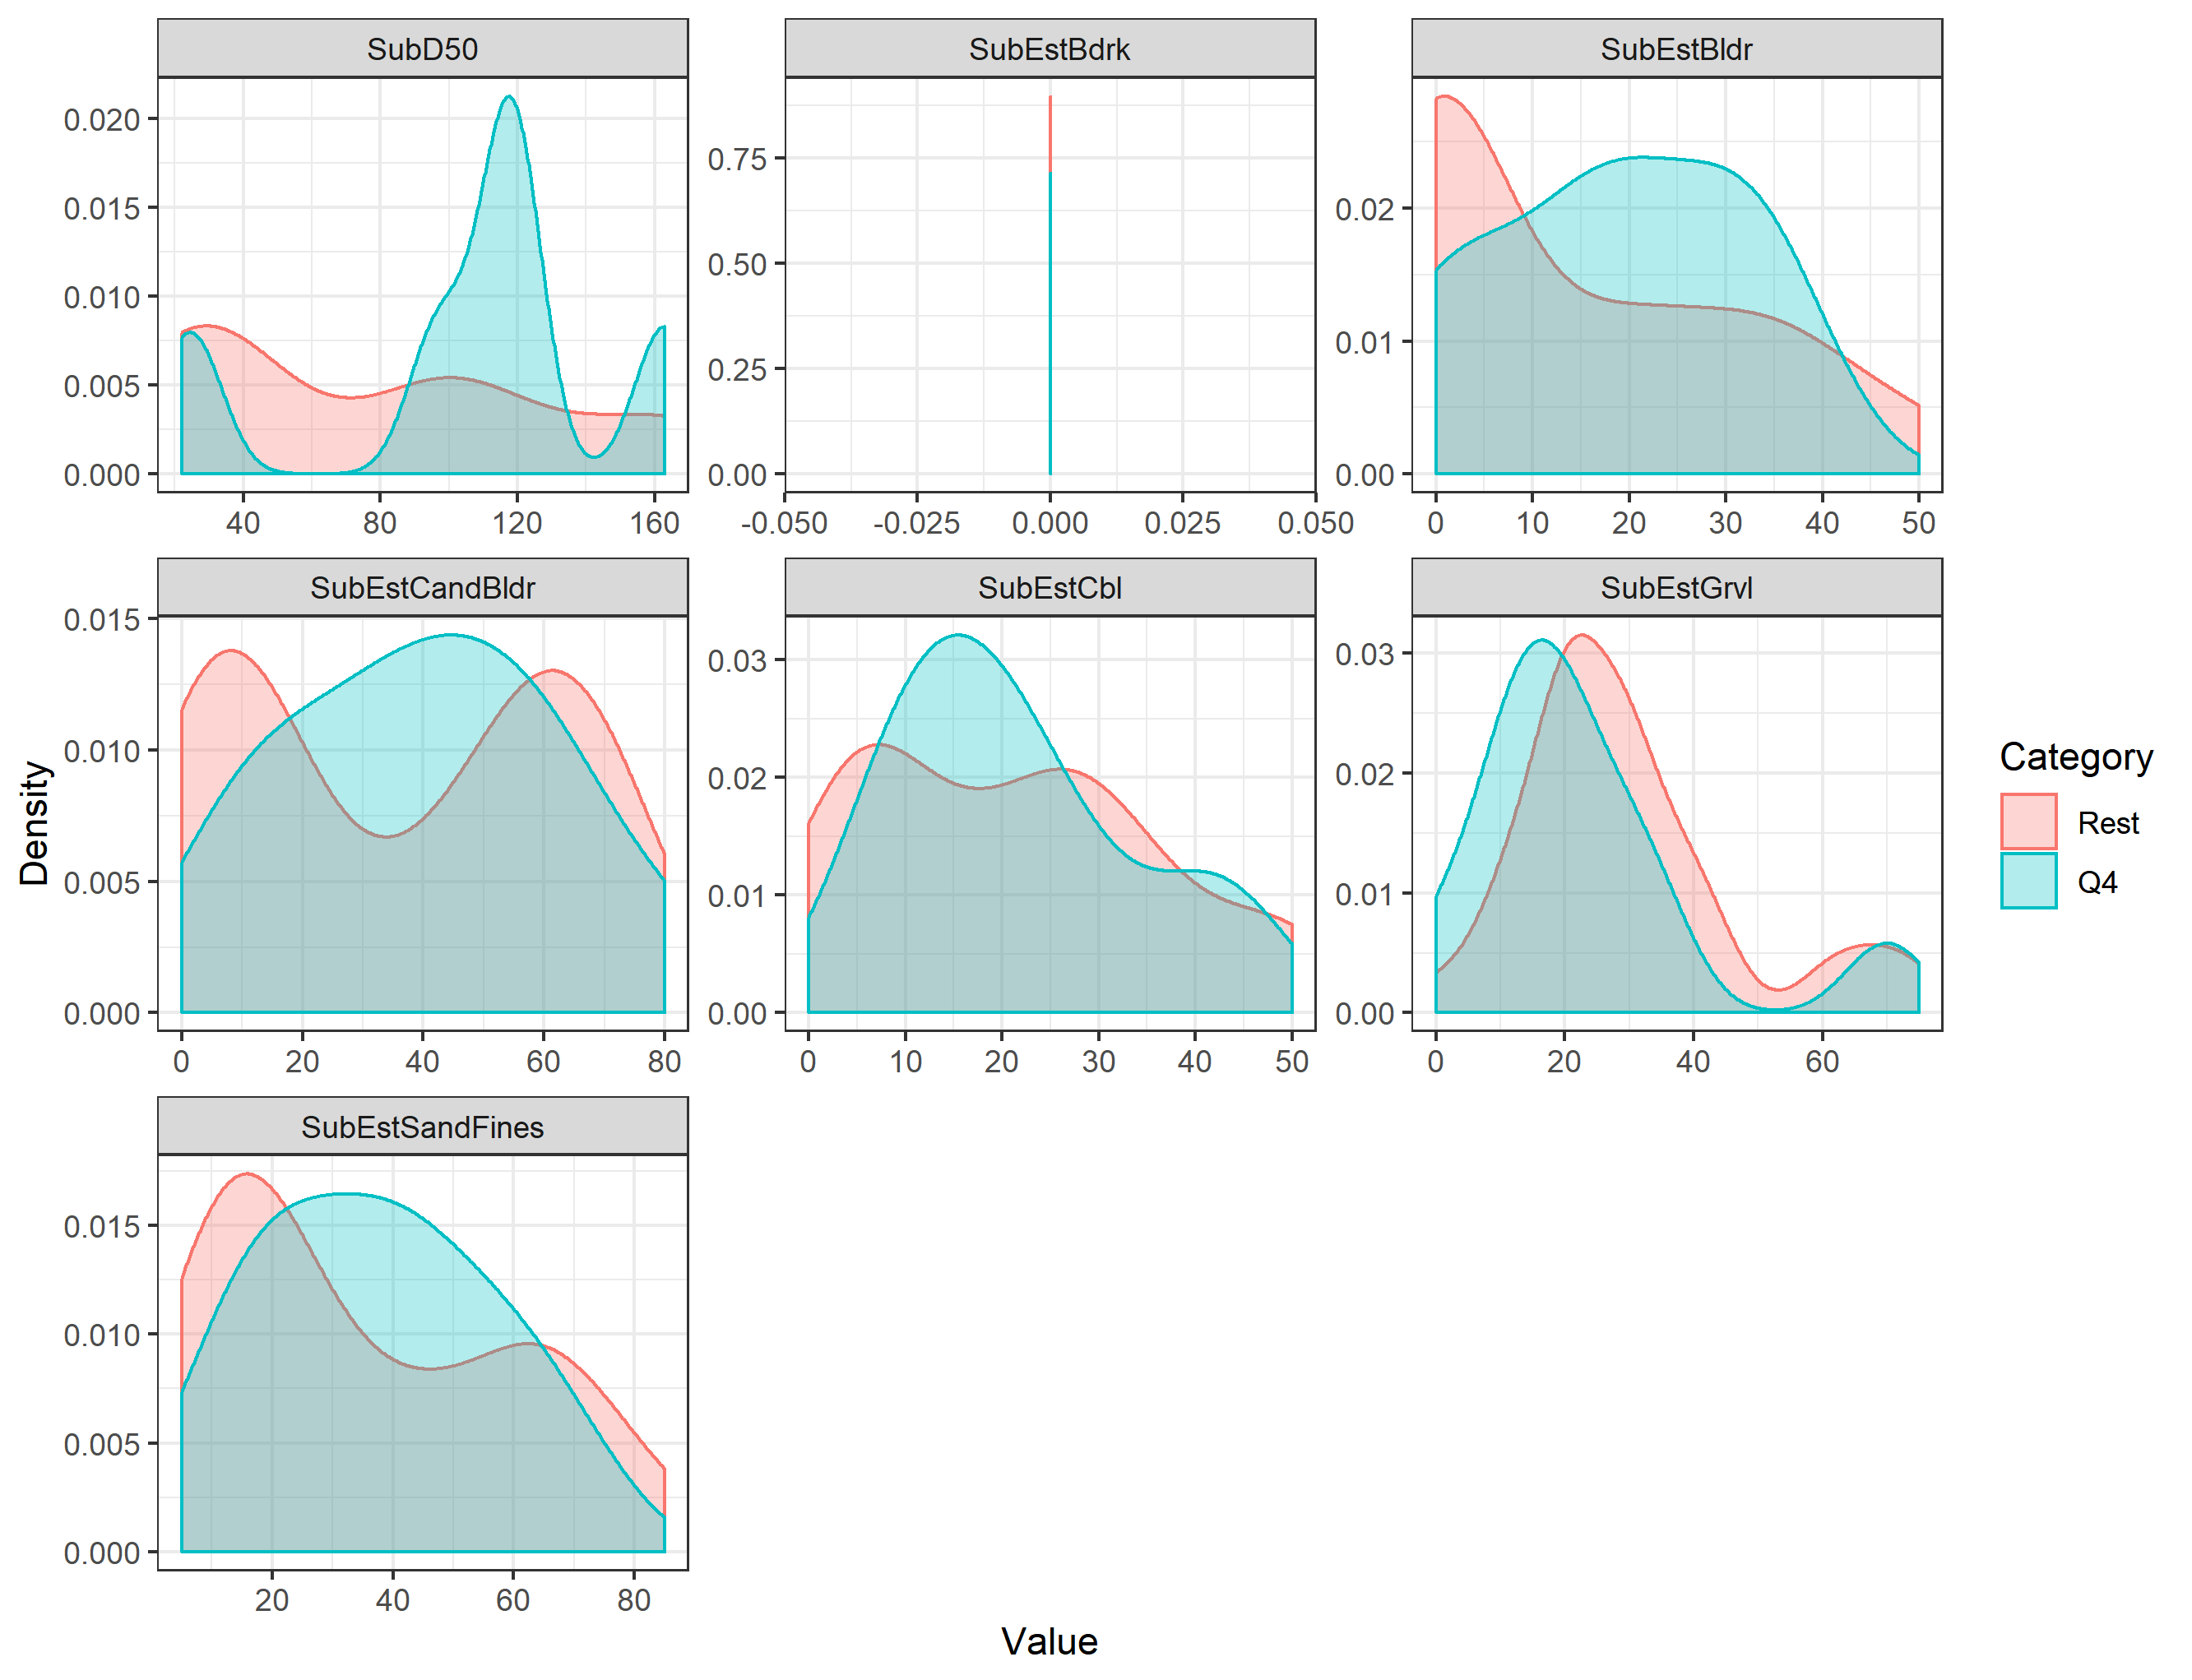 SubD50 SubEstBdrk SubEstBldr
0.020
0.015
0.010
0.005
0.000
0.75
0.50
0.25
0.00
0.02
0.01
0.00
40 80 120 160
-0.050 -0.025 0.000 0.025 0.050
0 10 20 30 40 50
SubEstCandBldr SubEstCbl SubEstGrvl
0.015
0.010
0.005
0.000
0.03
0.02
0.01
0.00
0.03
0.02
0.01
0.00
0 20 40 60 80
0 10 20 30 40 50
0 20 40 60
SubEstSandFines
0.015
0.010
0.005
0.000
20 40 60 80
Density
Value
Category
Rest
Q4